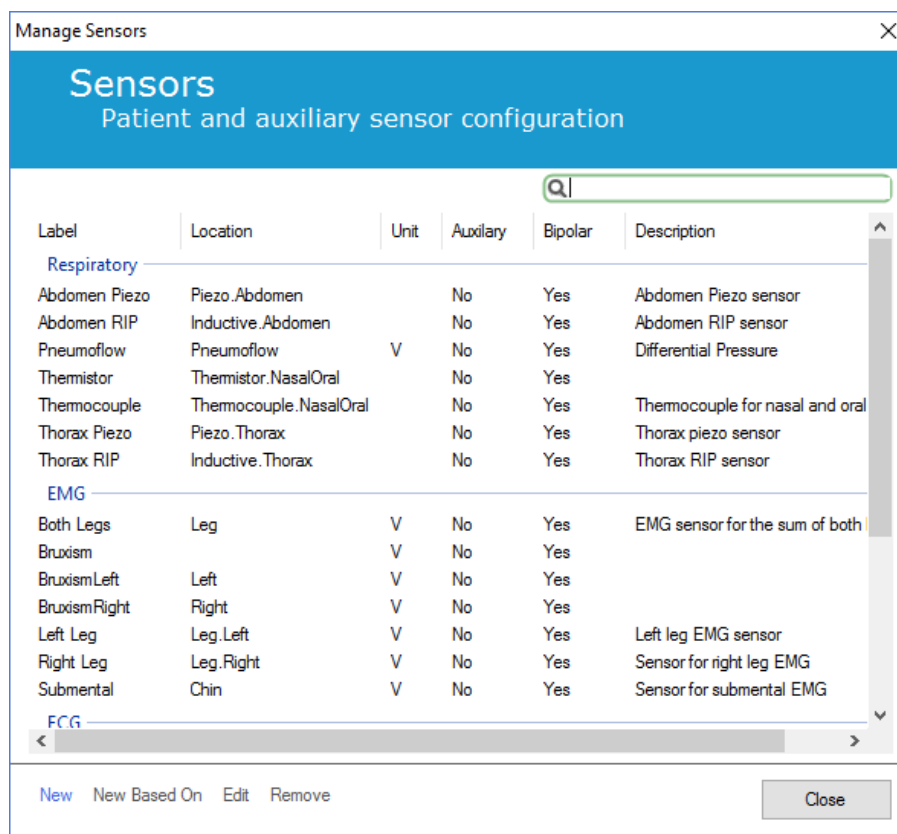 Manage Sensors
Sensors
Patient and auxiliary sensor configuration
Label Location Unit Auxilary Bipolar Description
Respiratory
Abdomen Piezo Piezo.Abdomen No Yes Abdomen Piezo sensor
Abdomen RIP Inductive.Abdomen No Yes Abdomen RIP sensor
Pneumoflow Pneumoflow V No Yes Differential Pressure
Thermistor Thermistor.NasalOral No Yes
Thermocouple Thermocouple.NasalOral No Yes Thermocouple for nasal and oral
Thorax Piezo Piezo.Thorax No Yes Thorax piezo sensor
Thorax RIP Inductive.Thorax No Yes Thorax RIP sensor
EMG
Both Legs Leg V No Yes EMG sensor for the sum of both
Bruxism V No Yes
BruxismLeft Left V No Yes
BruxismRight Right V No Yes
Left Leg Leg.Left V No Yes Left leg EMG sensor
Right Leg Leg.Right V No Yes Sensor for right leg EMG
Submental Chin V No Yes Sensor for submental EMG
ECG
New New Based On Edit Remove Close